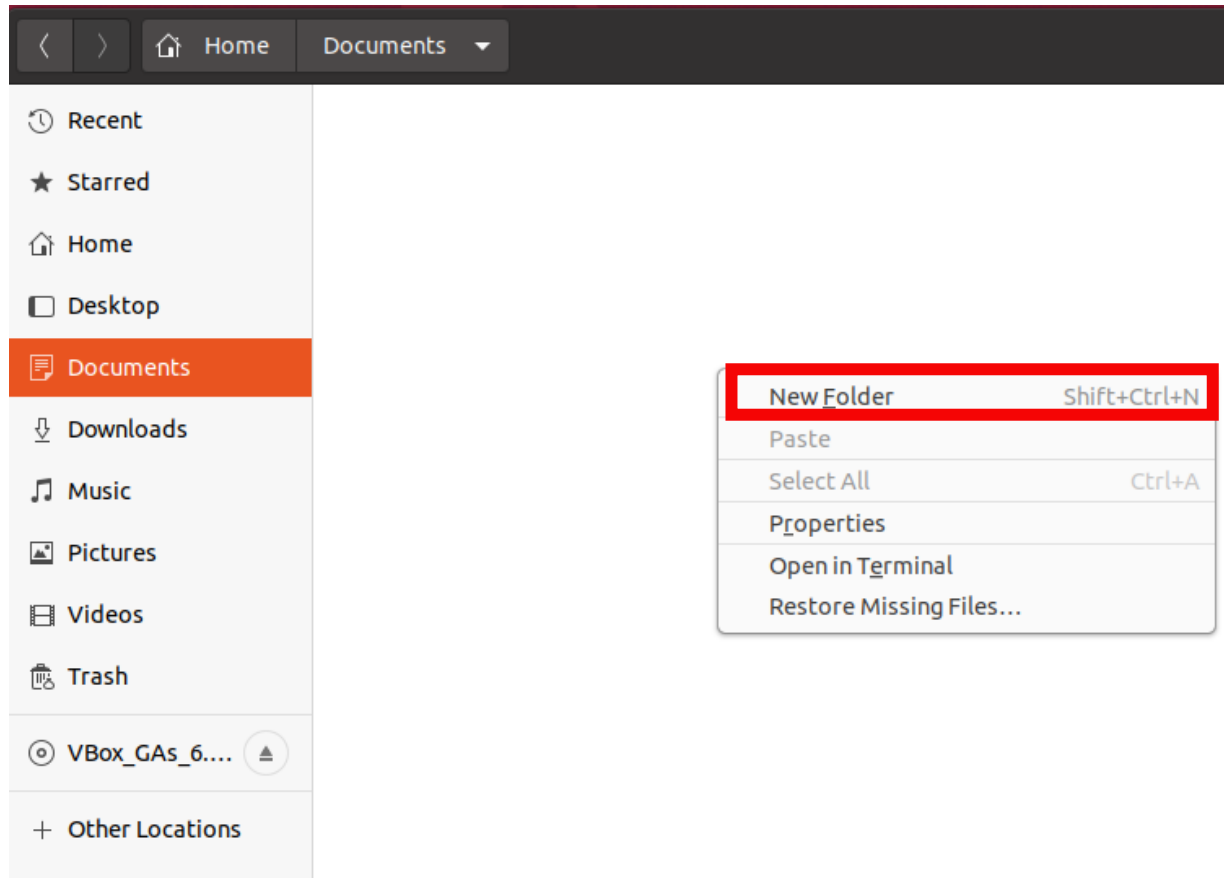 Home Documents
Recent
Starred
Home
Desktop
Documents
Downloads
Music
Pictures
Videos
Trash
VBox_GAs_6....
Other Locations
New Folder Shift+Ctrl+N
Paste
Select All Ctrl+A
Properties
Open in Terminal
Restore Missing Files…